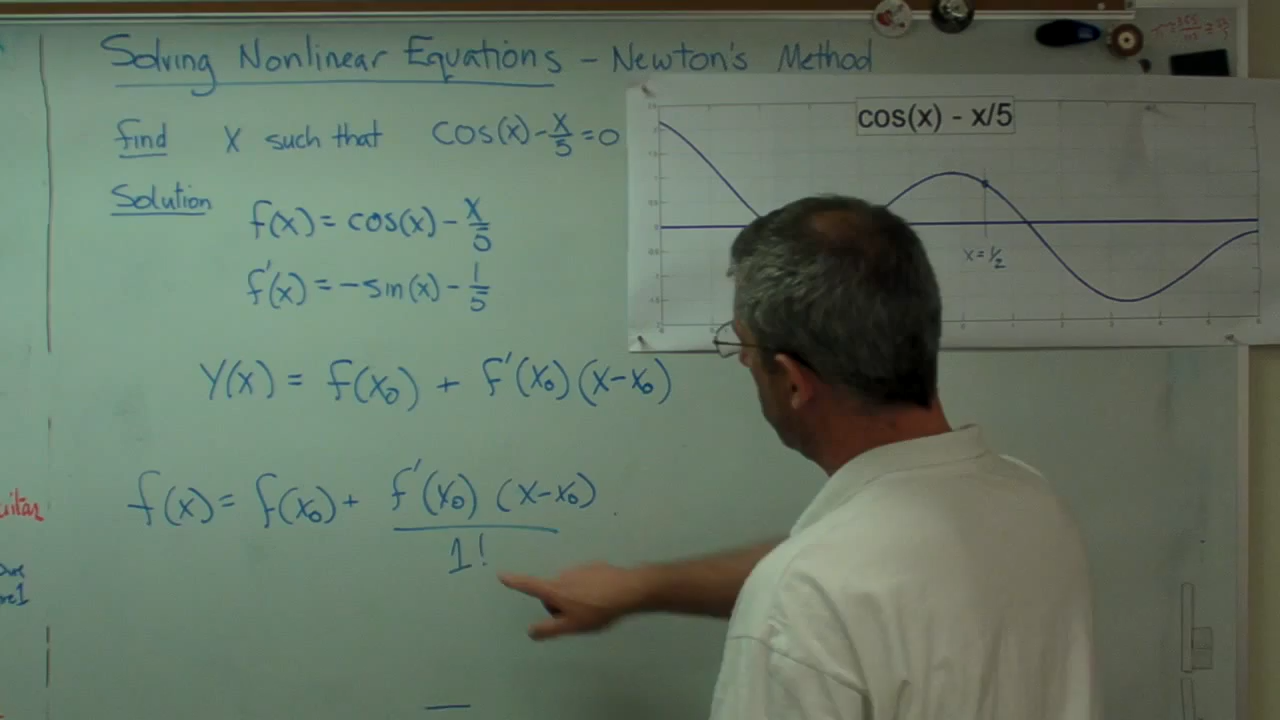 Solving Nonlinear Equations - Newton's Method
find x such that cos(x) - x/5 = 0
cos(x) - x/5
Solution
f(x) = cos(x) - x/5
f'(x) = -sin(x) - 1/5
x = 1/2
Y(x) = f(x₀) + f'(x₀)(x-x₀)
f(x) = f(x₀) + f'(x₀)(x-x₀)
1!